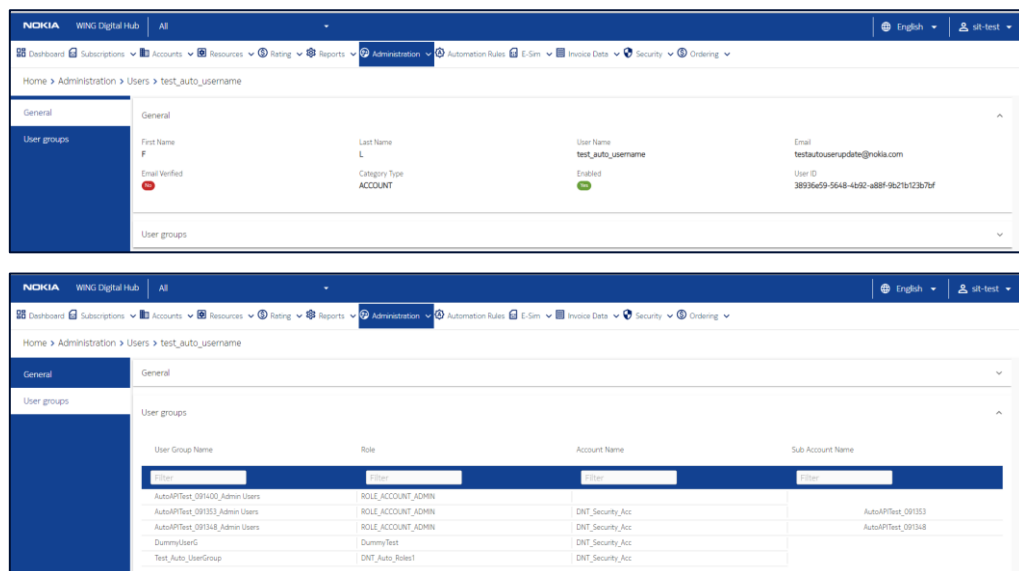 NOKIA WING Digital Hub All English sit-test
Dashboard Subscriptions Accounts Resources Rating Reports Administration Automation Rules E-Sim Invoice Data Security Ordering
Home > Administration > Users > test_auto_username
General General
First Name Last Name User Name Email
F L test_auto_username testautouserupdate@nokia.com
User groups
Email Verified Category Type Enabled User ID
No ACCOUNT Yes 38936e59-5648-4b92-a88f-9b21b123b7bf
User groups
NOKIA WING Digital Hub All English sit-test
Dashboard Subscriptions Accounts Resources Rating Reports Administration Automation Rules E-Sim Invoice Data Security Ordering
Home > Administration > Users > test_auto_username
General General
User groups User groups
User Group Name Role Account Name Sub Account Name
Filter Filter Filter Filter
AutoAPITest_091400_Admin Users ROLE_ACCOUNT_ADMIN
AutoAPITest_091353_Admin Users ROLE_ACCOUNT_ADMIN DNT_Security_Acc AutoAPITest_091353
AutoAPITest_091348_Admin Users ROLE_ACCOUNT_ADMIN DNT_Security_Acc AutoAPITest_091348
DummyUserG DummyTest DNT_Security_Acc
Test_Auto_UserGroup DNT_Auto_Roles1 DNT_Security_Acc